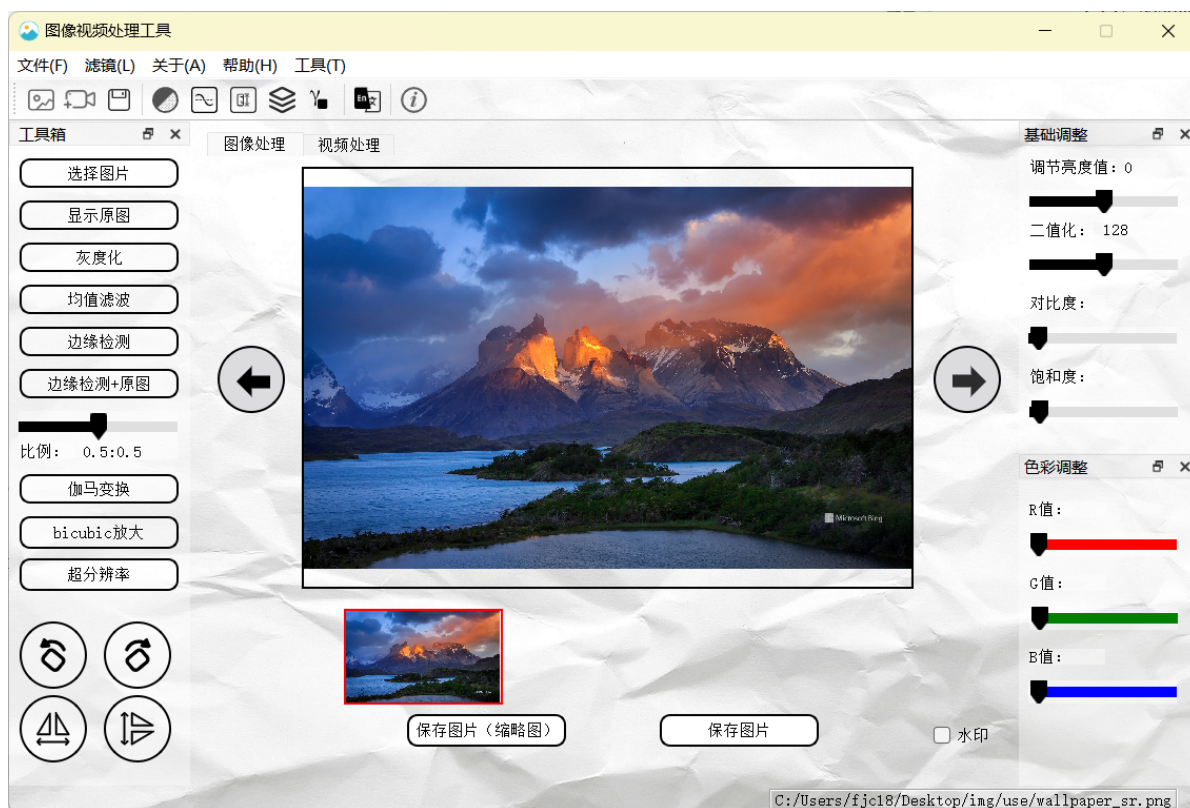 图像视频处理工具
文件(F) 滤镜(L) 关于(A) 帮助(H) 工具(T)
En 文
工具箱
选择图片
显示原图
灰度化
均值滤波
边缘检测
边缘检测+原图
比例: 0.5:0.5
伽马变换
bicubic放大
超分辨率
图像处理 视频处理
Microsoft Bing
保存图片（缩略图）
保存图片
水印
基础调整
调节亮度值：0
二值化： 128
对比度：
饱和度：
色彩调整
R值：
G值：
B值：
C:/Users/fjc18/Desktop/img/use/wallpaper_sr.png